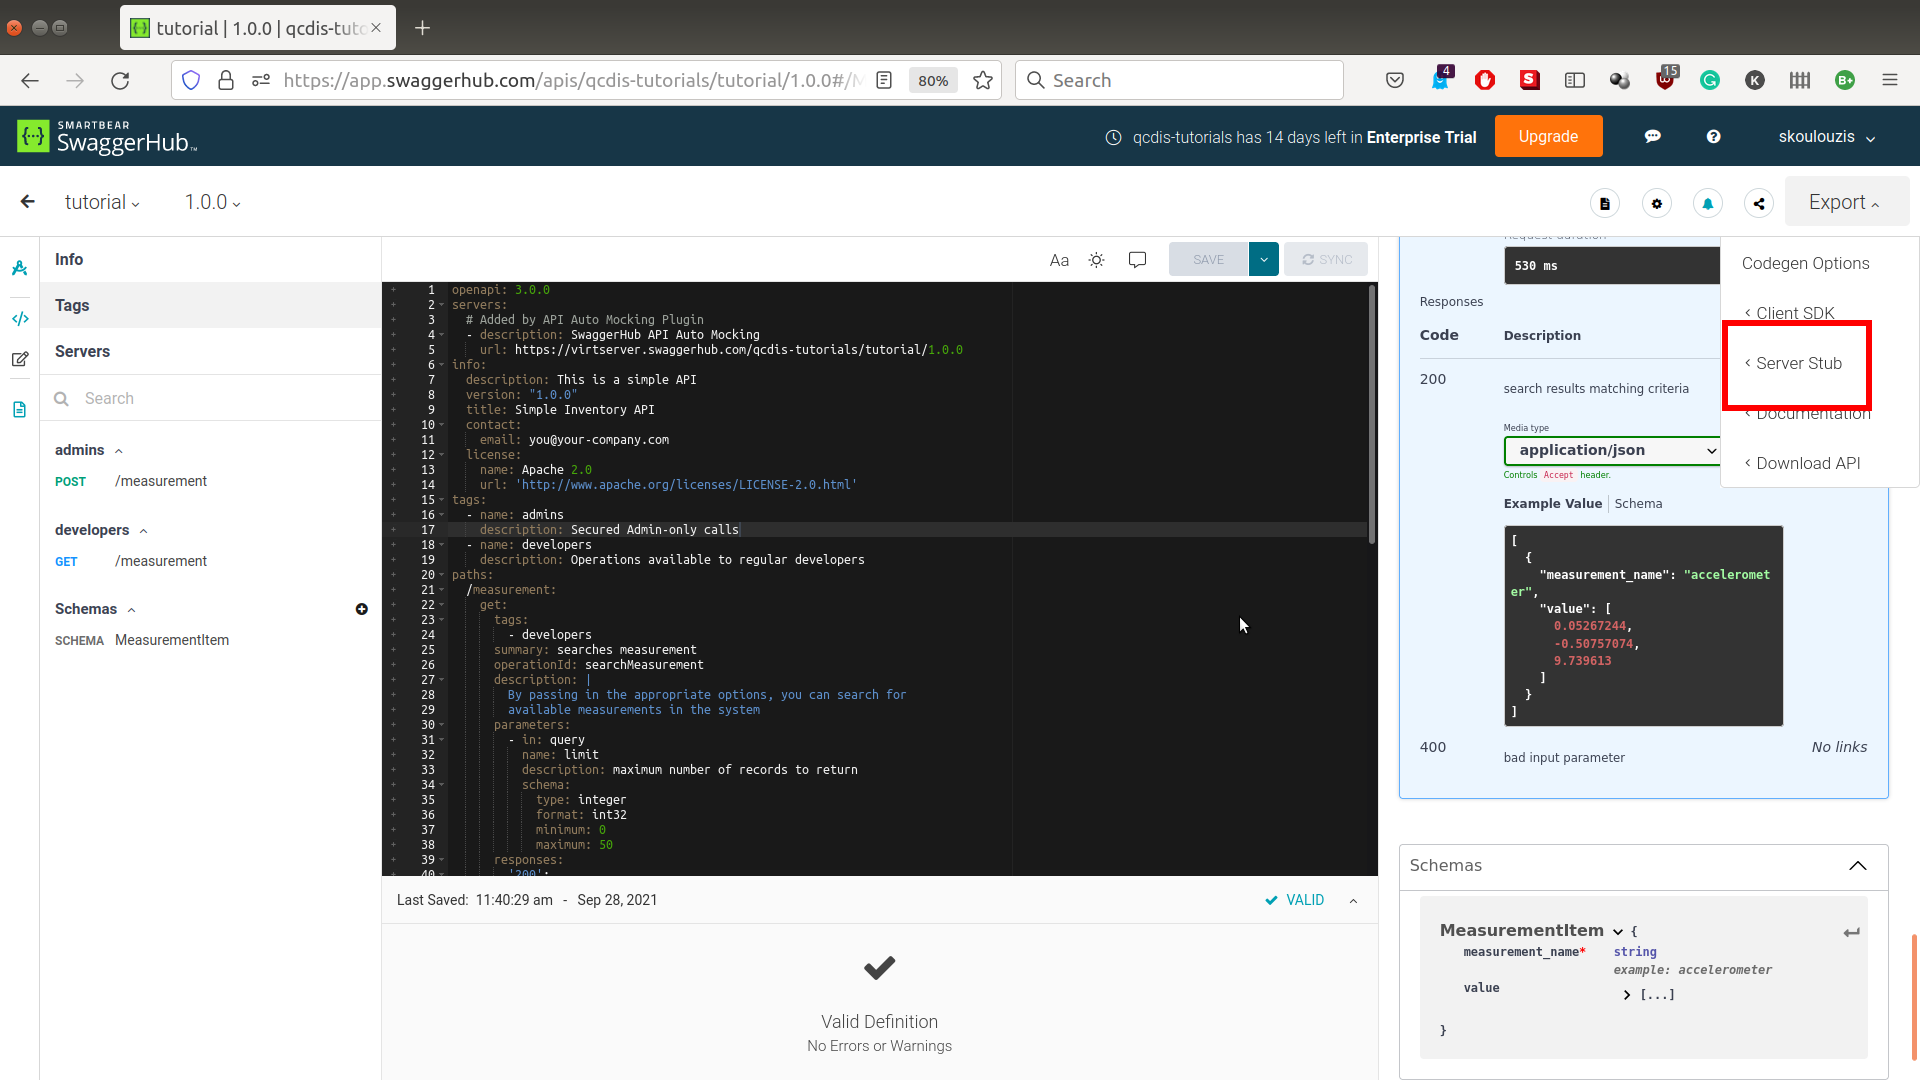 tutorial | 1.0.0 | qcdis-tuto
https://app.swaggerhub.com/apis/qcdis-tutorials/tutorial/1.0.0#/M
80%
Search
4
15
S
K
B+
SMARTBEAR
SwaggerHub™
qcdis-tutorials has 14 days left in Enterprise Trial
Upgrade
skoulouzis
tutorial
1.0.0
Export
Info
Tags
Servers
Search
admins
POST /measurement
developers
GET /measurement
Schemas
SCHEMA MeasurementItem
Aa
SAVE
SYNC
1 openapi: 3.0.0
2 servers:
3 # Added by API Auto Mocking Plugin
4 - description: SwaggerHub API Auto Mocking
5 url: https://virtserver.swaggerhub.com/qcdis-tutorials/tutorial/1.0.0
6 info:
7 description: This is a simple API
8 version: "1.0.0"
9 title: Simple Inventory API
10 contact:
11 email: you@your-company.com
12 license:
13 name: Apache 2.0
14 url: 'http://www.apache.org/licenses/LICENSE-2.0.html'
15 tags:
16 - name: admins
17 description: Secured Admin-only calls
18 - name: developers
19 description: Operations available to regular developers
20 paths:
21 /measurement:
22 get:
23 tags:
24 - developers
25 summary: searches measurement
26 operationId: searchMeasurement
27 description: |
28 By passing in the appropriate options, you can search for
29 available measurements in the system
30 parameters:
31 - in: query
32 name: limit
33 description: maximum number of records to return
34 schema:
35 type: integer
36 format: int32
37 minimum: 0
38 maximum: 50
39 responses:
40 '200':
Last Saved: 11:40:29 am - Sep 28, 2021
VALID
Valid Definition
No Errors or Warnings
Request duration
530 ms
Responses
Code Description
200
search results matching criteria
Media type
application/json
Controls Accept header.
Example Value Schema
[
{
"measurement_name": "acceleromet
er",
"value": [
0.05267244,
-0.50757074,
9.739613
]
}
]
400
bad input parameter
No links
Codegen Options
Client SDK
Server Stub
Documentation
Download API
Schemas
MeasurementItem {
measurement_name* string
example: accelerometer
value [...]
}